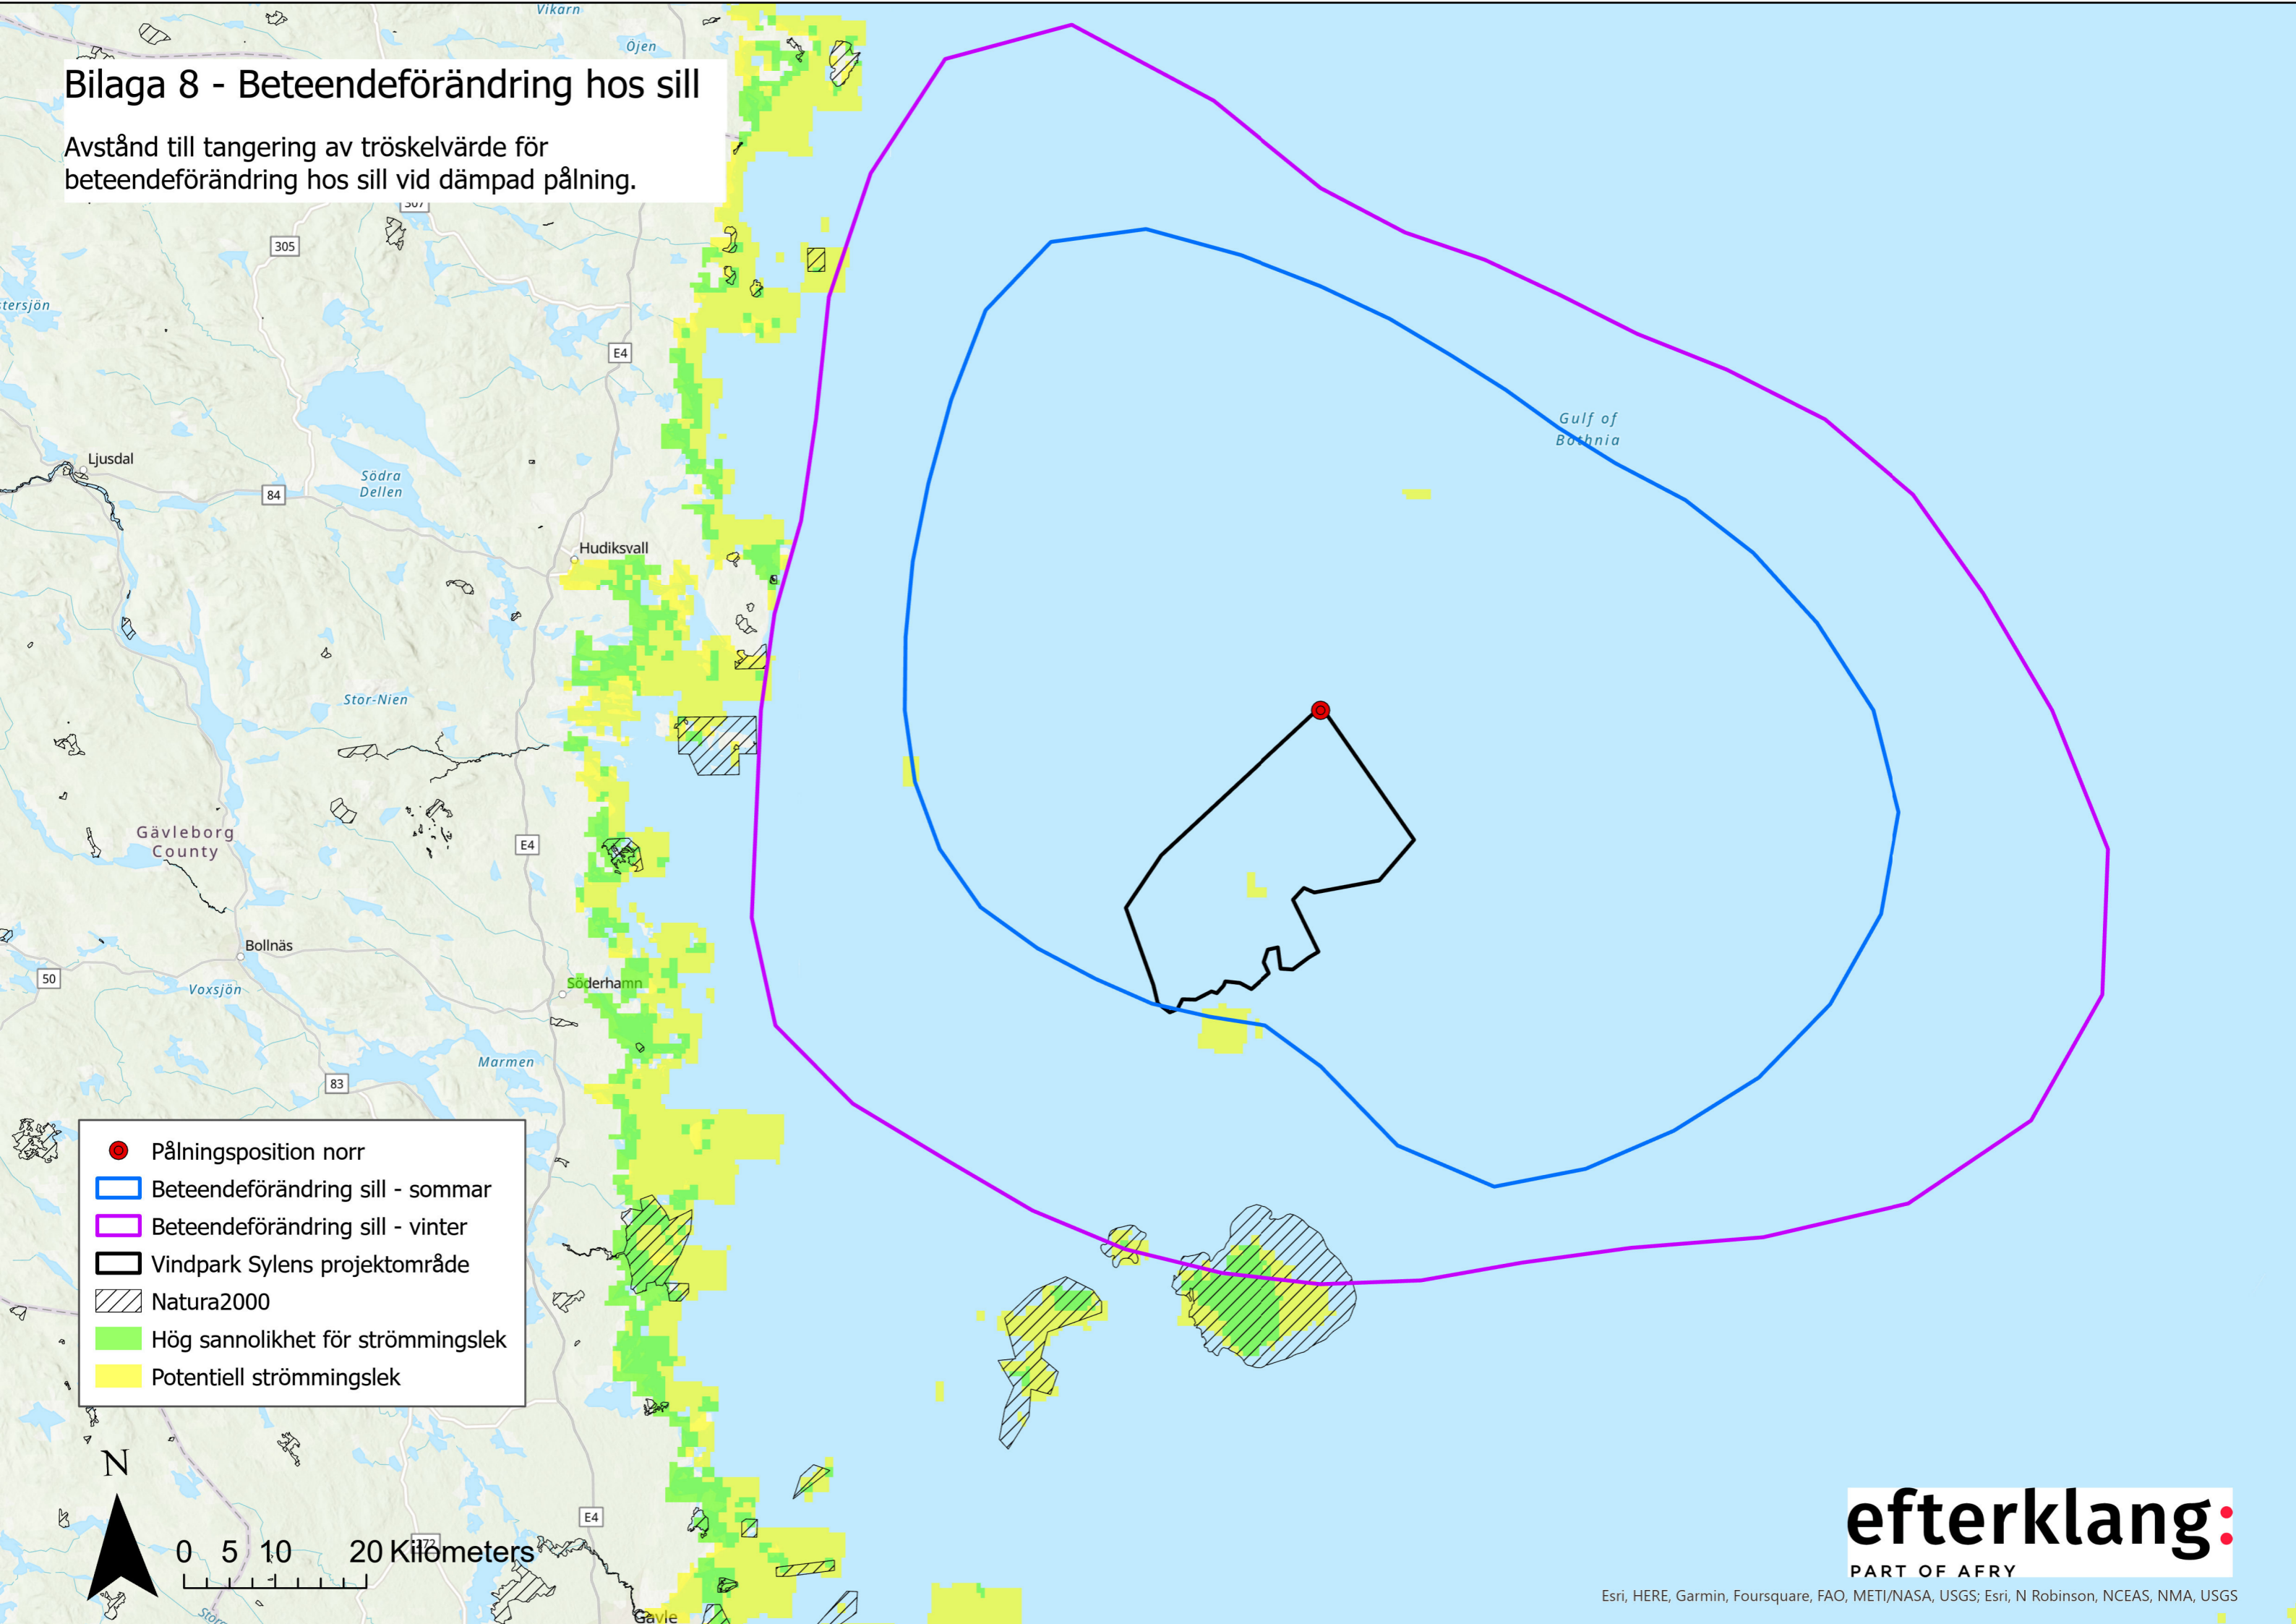 Vikarn
Öjen
Bilaga 8 - Beteendeförändring hos sill
Avstånd till tangering av tröskelvärde för
beteendeförändring hos sill vid dämpad pålning.
307
305
stersjön
E4
Gulf of
Bothnia
Ljusdal
Södra
Dellen
84
Hudiksvall
Stor-Nien
Gävleborg
County
E4
Bollnäs
50
Voxsjön
Söderhamn
Marmen
83
Pålningsposition norr
Beteendeförändring sill - sommar
Beteendeförändring sill - vinter
Vindpark Sylens projektområde
Natura2000
Hög sannolikhet för strömmingslek
Potentiell strömmingslek
N
E4
272
0 5 10 20 Kilometers
Gävle
efterklang:
PART OF AFRY
Esri, HERE, Garmin, Foursquare, FAO, METI/NASA, USGS; Esri, N Robinson, NCEAS, NMA, USGS